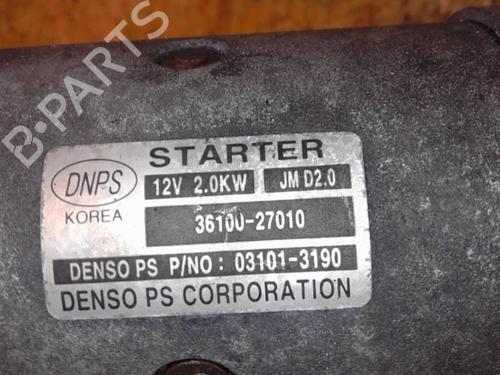 B-PARTS
STARTER
DNPS 12V 2.0KW JM D2.0
KOREA 36100-27010
DENSO PS P/NO : 03101-3190
DENSO PS CORPORATION